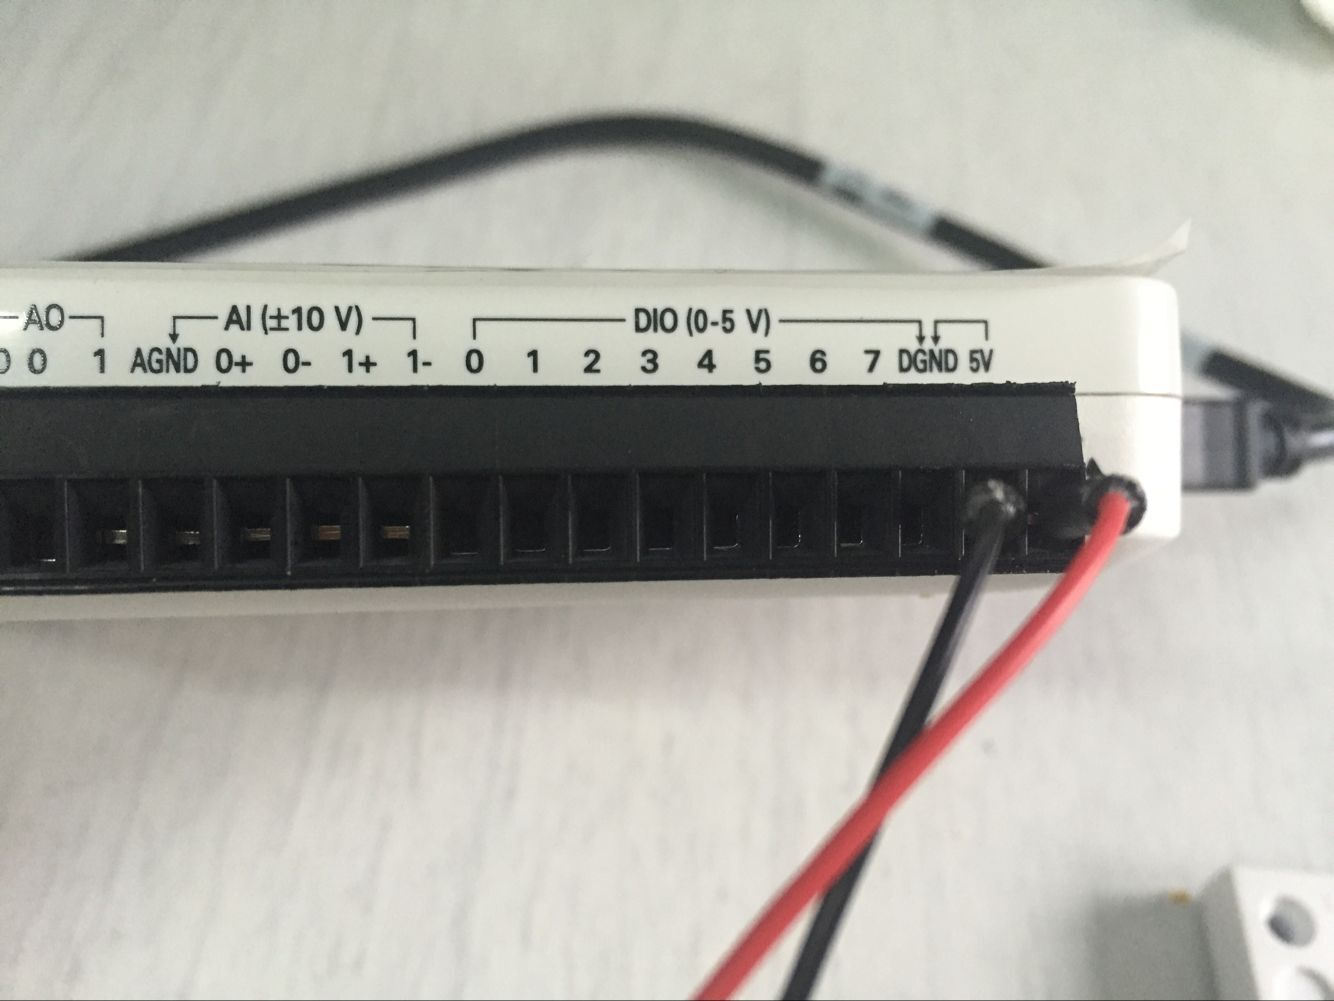 AO AI (±10 V) DIO (0-5 V)
0 1 AGND 0+ 0- 1+ 1- 0 1 2 3 4 5 6 7 DGND 5V